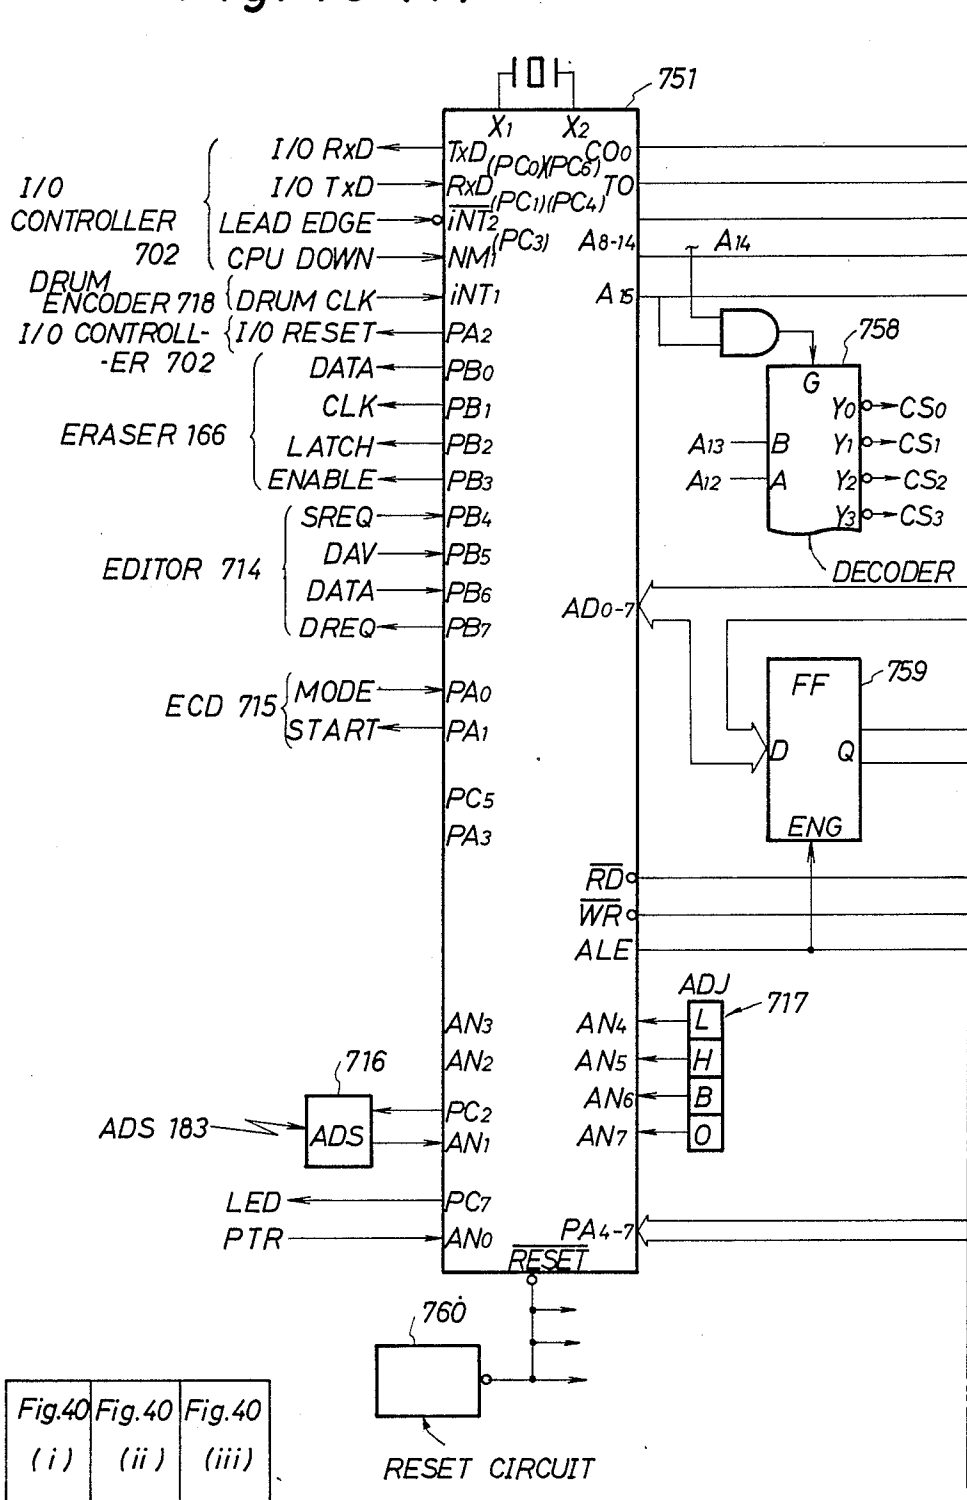 751
X1 X2
I/O RxD TxD (PC0)(PC6) CO0
I/O TxD RxD (PC1)(PC4) TO
I/O CONTROLLER 702
LEAD EDGE iNT2 (PC3) A8-14 A14
CPU DOWN NM1
DRUM ENCODER 718 DRUM CLK iNT1 A15
I/O CONTROLL--ER 702 I/O RESET PA2
758
G
ERASER 166
DATA PB0
CLK PB1
LATCH PB2
ENABLE PB3
Y0 CS0
A13 B Y1 CS1
A12 A Y2 CS2
Y3 CS3
DECODER
EDITOR 714
SREQ PB4
DAV PB5
DATA PB6
DREQ PB7
AD0-7
759
FF
D Q
ENG
ECD 715
MODE PA0
START PA1
PC5
PA3
RD
WR
ALE
ADJ
717
AN3 AN4 L
AN2 AN5 H
AN6 B
AN7 O
716
ADS 183 ADS PC2
AN1
LED PC7
PTR AN0
PA4-7
RESET
760
RESET CIRCUIT
Fig.40 Fig.40 Fig.40
(i) (ii) (iii)